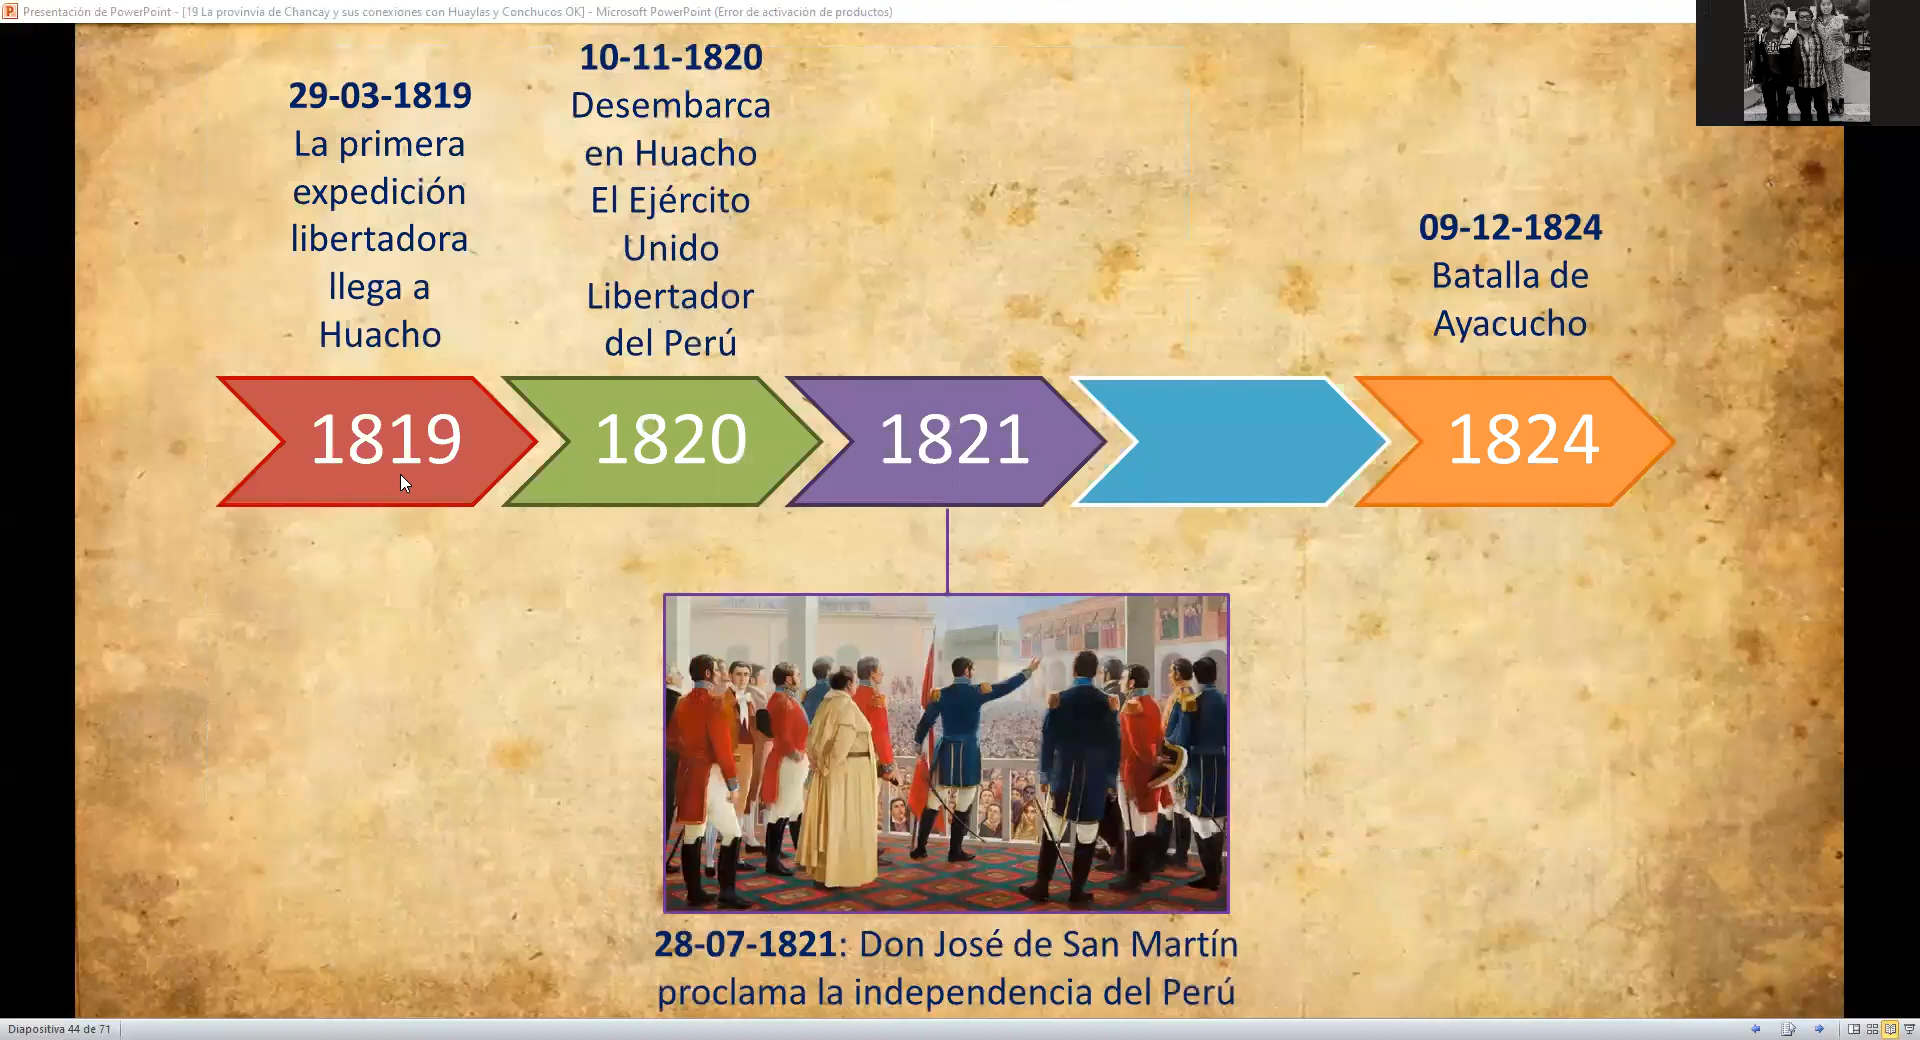 Presentación de PowerPoint - [19 La provinvía de Chancay y sus conexiones con Huaylas y Conchucos OK] - Microsoft PowerPoint (Error de activación de productos)
29-03-1819
La primera
expedición
libertadora
llega a
Huacho
10-11-1820
Desembarca
en Huacho
El Ejército
Unido
Libertador
del Perú
09-12-1824
Batalla de
Ayacucho
1819
1820
1821
1824
28-07-1821: Don José de San Martín
proclama la independencia del Perú
Diapositiva 44 de 71